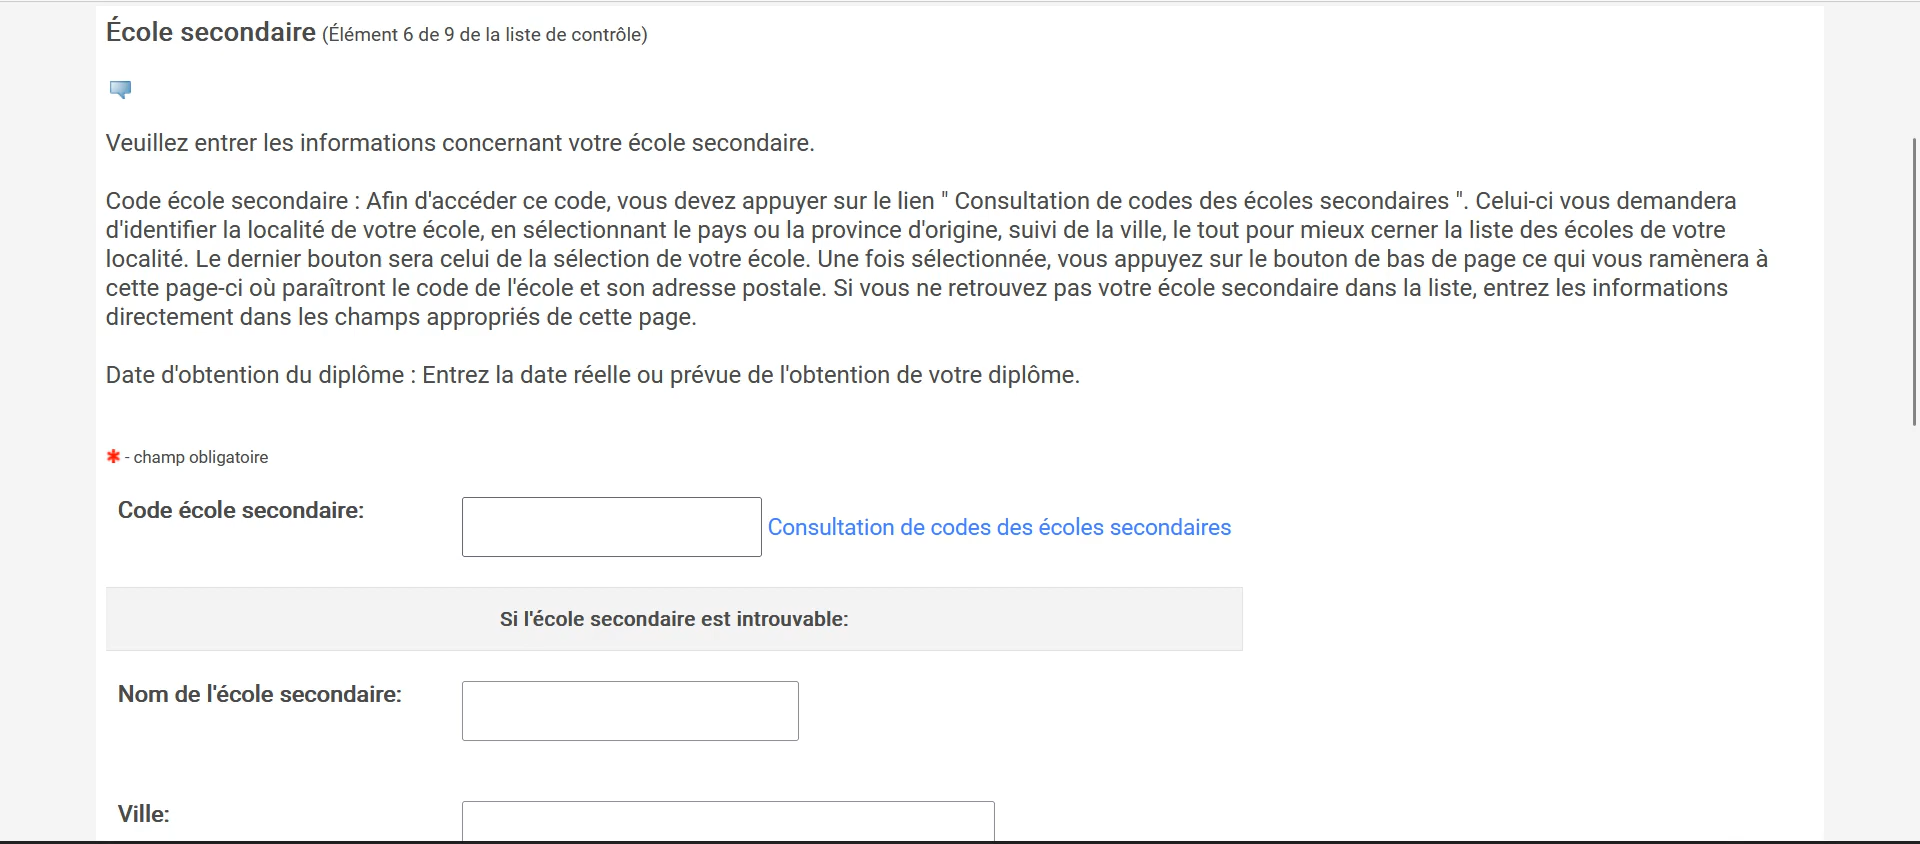 École secondaire (Élément 6 de 9 de la liste de contrôle)
Veuillez entrer les informations concernant votre école secondaire.
Code école secondaire : Afin d'accéder ce code, vous devez appuyer sur le lien " Consultation de codes des écoles secondaires ". Celui-ci vous demandera
d'identifier la localité de votre école, en sélectionnant le pays ou la province d'origine, suivi de la ville, le tout pour mieux cerner la liste des écoles de votre
localité. Le dernier bouton sera celui de la sélection de votre école. Une fois sélectionnée, vous appuyez sur le bouton de bas de page ce qui vous ramènera à
cette page-ci où paraîtront le code de l'école et son adresse postale. Si vous ne retrouvez pas votre école secondaire dans la liste, entrez les informations
directement dans les champs appropriés de cette page.
Date d'obtention du diplôme : Entrez la date réelle ou prévue de l'obtention de votre diplôme.
✱ - champ obligatoire
Code école secondaire: Consultation de codes des écoles secondaires
Si l'école secondaire est introuvable:
Nom de l'école secondaire:
Ville: